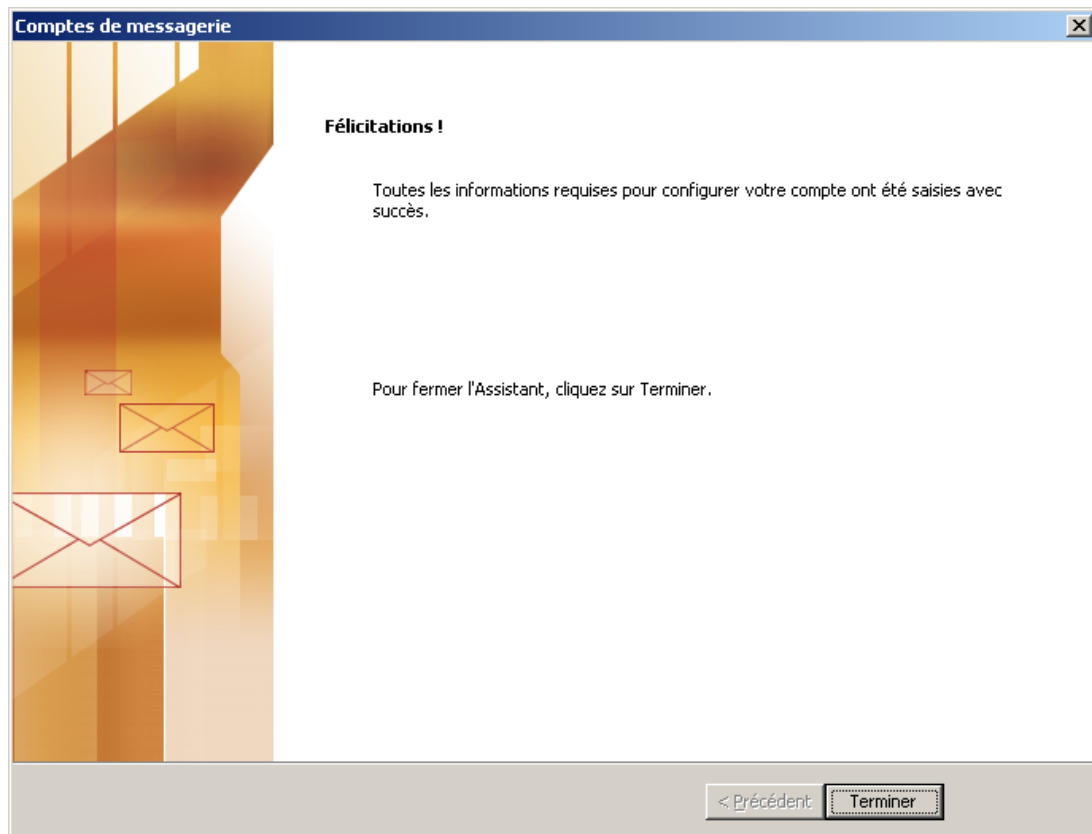 Comptes de messagerie
Félicitations !
Toutes les informations requises pour configurer votre compte ont été saisies avec
succès.
Pour fermer l'Assistant, cliquez sur Terminer.
< Précédent
Terminer